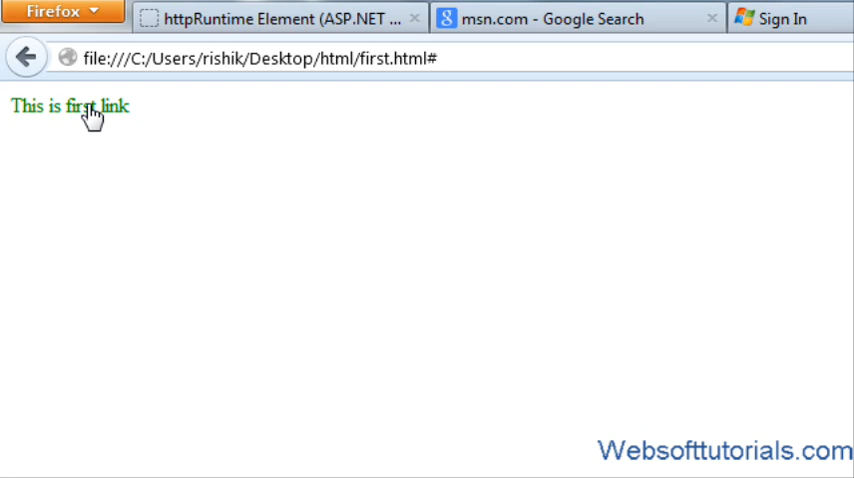 Firefox
httpRuntime Element (ASP.NET ...
msn.com - Google Search
Sign In
file:///C:/Users/rishik/Desktop/html/first.html#
This is first link
Websofttutorials.com